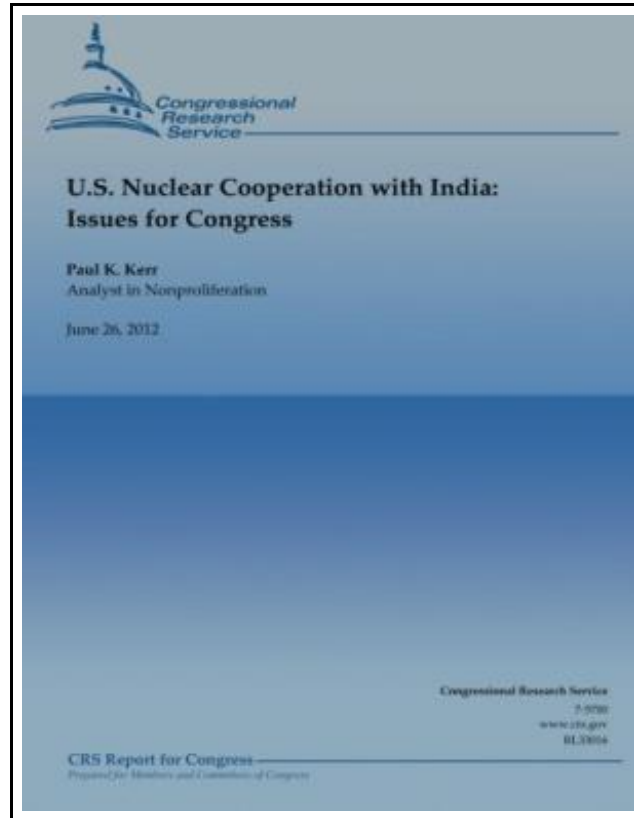 Congressional
Research
Service
U.S. Nuclear Cooperation with India:
Issues for Congress
Paul K. Kerr
Analyst in Nonproliferation
June 26, 2012
Congressional Research Service
7-5700
www.crs.gov
RL33016
CRS Report for Congress
Prepared for Members and Committees of Congress